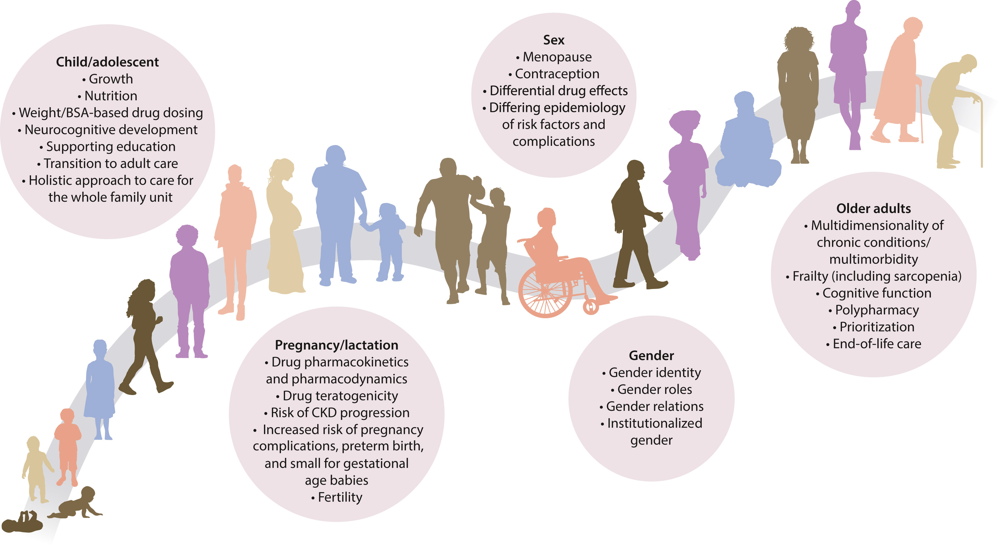 Child/adolescent
• Growth
• Nutrition
• Weight/BSA-based drug dosing
• Neurocognitive development
• Supporting education
• Transition to adult care
• Holistic approach to care for
the whole family unit
Sex
• Menopause
• Contraception
• Differential drug effects
• Differing epidemiology
of risk factors and
complications
Pregnancy/lactation
• Drug pharmacokinetics
and pharmacodynamics
• Drug teratogenicity
• Risk of CKD progression
• Increased risk of pregnancy
complications, preterm birth,
and small for gestational
age babies
• Fertility
Gender
• Gender identity
• Gender roles
• Gender relations
• Institutionalized
gender
Older adults
• Multidimensionality of
chronic conditions/
multimorbidity
• Frailty (including sarcopenia)
• Cognitive function
• Polypharmacy
• Prioritization
• End-of-life care